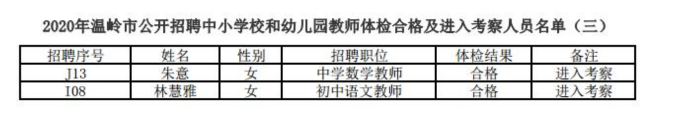 2020年温岭市公开招聘中小学校和幼儿园教师体检合格及进入考察人员名单（三）
招聘序号 姓名 性别 招聘职位 体检结果 备注
J13 朱意 女 中学数学教师 合格 进入考察
I08 林慧雅 女 初中语文教师 合格 进入考察